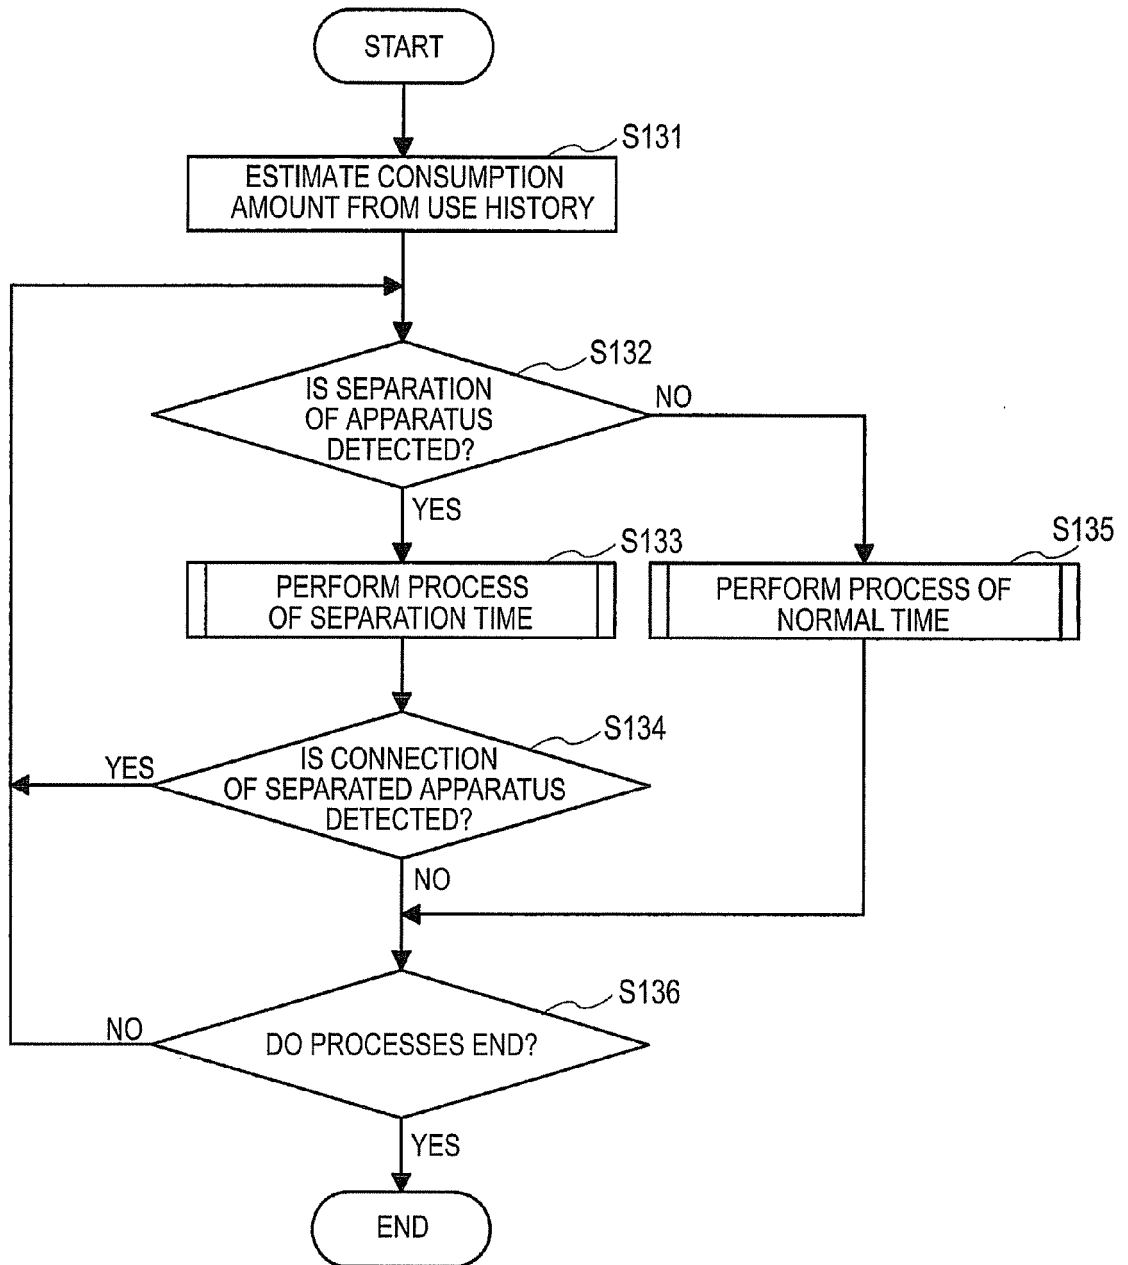 START
S131
ESTIMATE CONSUMPTION
AMOUNT FROM USE HISTORY
S132
IS SEPARATION
OF APPARATUS
DETECTED?
NO
YES
S133
PERFORM PROCESS
OF SEPARATION TIME
S135
PERFORM PROCESS OF
NORMAL TIME
S134
IS CONNECTION
OF SEPARATED APPARATUS
DETECTED?
YES
NO
S136
DO PROCESSES END?
NO
YES
END